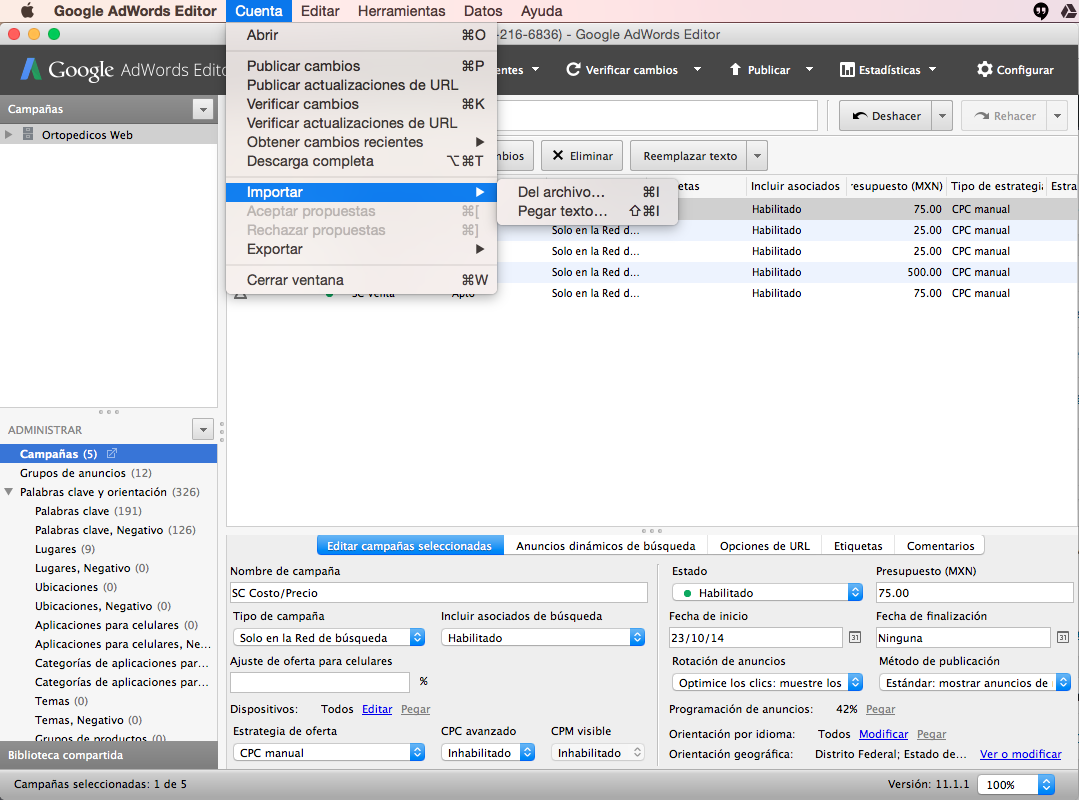 Google AdWords Editor Cuenta Editar Herramientas Datos Ayuda
-216-6836) - Google AdWords Editor
Abrir ⌘O
Publicar cambios ⌘P
Publicar actualizaciones de URL
Verificar cambios ⌘K
Verificar actualizaciones de URL
Obtener cambios recientes
Descarga completa ⌥⌘T
Importar
Aceptar propuestas ⌘[
Rechazar propuestas ⌘]
Exportar
Cerrar ventana ⌘W
Del archivo... ⌘I
Pegar texto... ⇧⌘I
Google AdWords Edito
entes Verificar cambios Publicar Estadísticas Configurar
Campañas
Ortopedicos Web
Deshacer Rehacer
mbios Eliminar Reemplazar texto
etas Incluir asociados resupuesto (MXN) Tipo de estrategia Estra
Habilitado 75.00 CPC manual
Solo en la Red d... Habilitado 25.00 CPC manual
Solo en la Red d... Habilitado 25.00 CPC manual
Solo en la Red d... Habilitado 500.00 CPC manual
SC Venta Apto Solo en la Red d... Habilitado 75.00 CPC manual
ADMINISTRAR
Campañas (5)
Grupos de anuncios (12)
Palabras clave y orientación (326)
Palabras clave (191)
Palabras clave, Negativo (126)
Lugares (9)
Lugares, Negativo (0)
Ubicaciones (0)
Ubicaciones, Negativo (0)
Aplicaciones para celulares (0)
Aplicaciones para celulares, Ne...
Categorías de aplicaciones par...
Categorías de aplicaciones par...
Temas (0)
Temas, Negativo (0)
Grupos de productos (0)
Biblioteca compartida
Editar campañas seleccionadas Anuncios dinámicos de búsqueda Opciones de URL Etiquetas Comentarios
Nombre de campaña
SC Costo/Precio
Tipo de campaña Incluir asociados de búsqueda
Solo en la Red de búsqueda Habilitado
Ajuste de oferta para celulares
%
Dispositivos: Todos Editar Pegar
Estrategia de oferta CPC avanzado CPM visible
CPC manual Inhabilitado Inhabilitado
Estado Presupuesto (MXN)
Habilitado 75.00
Fecha de inicio Fecha de finalización
23/10/14 31 Ninguna 31
Rotación de anuncios Método de publicación
Optimice los clics: muestre los Estándar: mostrar anuncios de
Programación de anuncios: 42% Pegar
Orientación por idioma: Todos Modificar Pegar
Orientación geográfica: Distrito Federal; Estado de... Ver o modificar
Campañas seleccionadas: 1 de 5 Versión: 11.1.1 100%